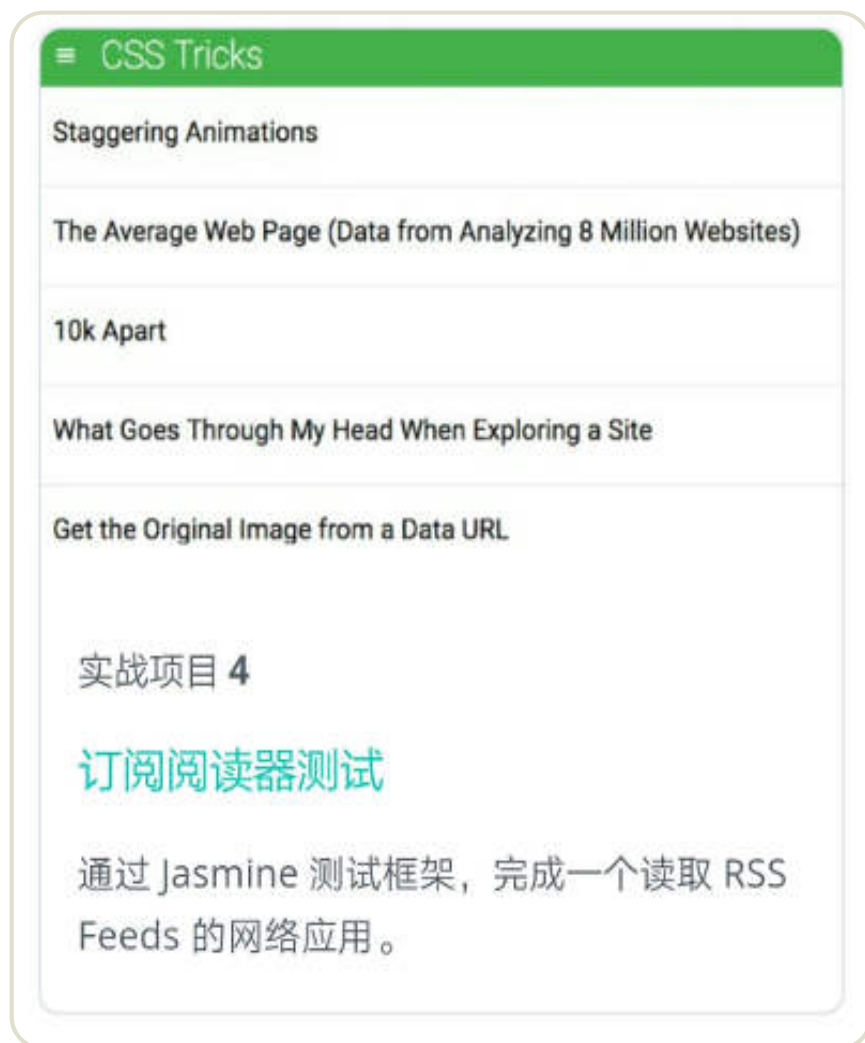 CSS Tricks
Staggering Animations
The Average Web Page (Data from Analyzing 8 Million Websites)
10k Apart
What Goes Through My Head When Exploring a Site
Get the Original Image from a Data URL
实战项目 4
订阅阅读器测试
通过 Jasmine 测试框架，完成一个读取 RSS
Feeds 的网络应用。